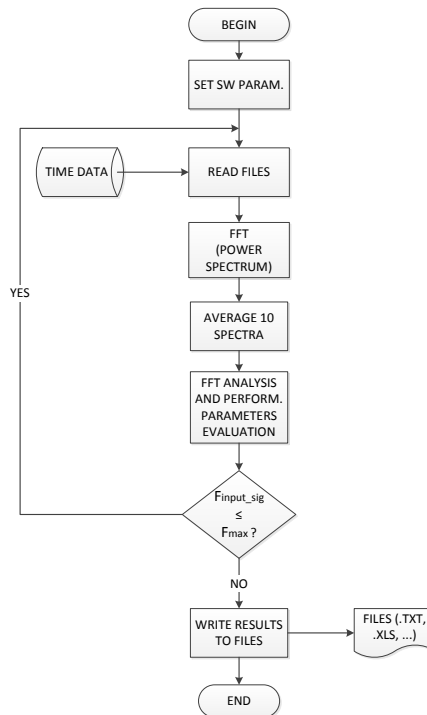 BEGIN
SET SW PARAM.
TIME DATA
READ FILES
FFT
(POWER
SPECTRUM)
YES
AVERAGE 10
SPECTRA
FFT ANALYSIS
AND PERFORM.
PARAMETERS
EVALUATION
Finput_sig
≤
Fmax ?
NO
WRITE RESULTS
TO FILES
FILES (.TXT,
.XLS, ...)
END